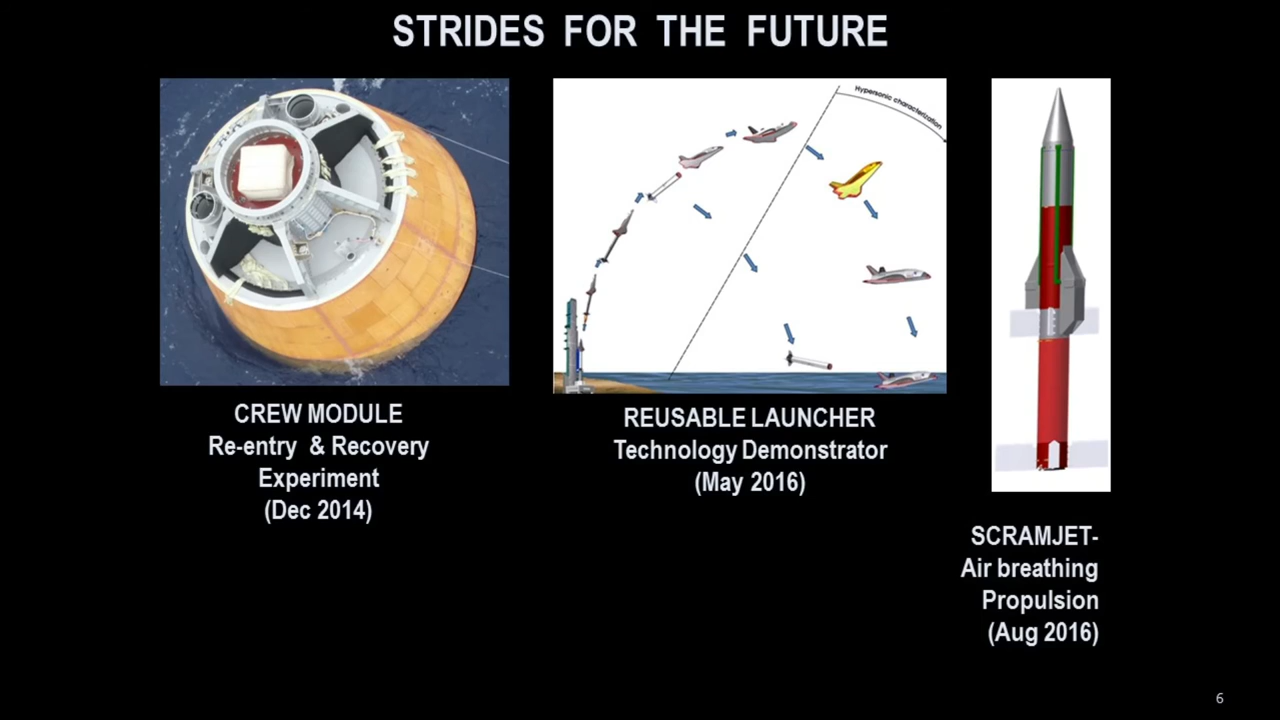 STRIDES FOR THE FUTURE
Hypersonic characterization
CREW MODULE
Re-entry & Recovery
Experiment
(Dec 2014)
REUSABLE LAUNCHER
Technology Demonstrator
(May 2016)
SCRAMJET-
Air breathing
Propulsion
(Aug 2016)
6